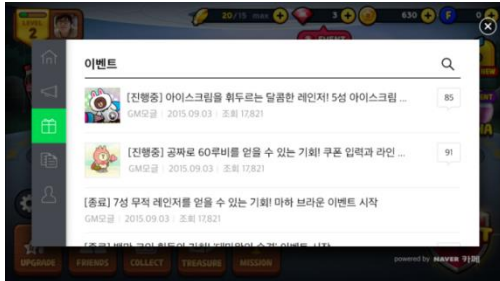 LEVEL
2
20/15 max
3
630
F
EVENT
이벤트
[진행중] 아이스크림을 휘두르는 달콤한 레인저! 5성 아이스크림 ...
85
GM모글 | 2015.09.03 | 조회 17,821
[진행중] 공짜로 60루비를 얻을 수 있는 기회! 쿠폰 입력과 라인 ...
91
GM모글 | 2015.09.03 | 조회 17,821
[종료] 7성 무적 레인저를 얻을 수 있는 기회! 마하 브라운 이벤트 시작
GM모글 | 2015.09.03 | 조회 17,821
UPGRADE
FRIENDS
COLLECT
TREASURE
MISSION
powered by NAVER 카페